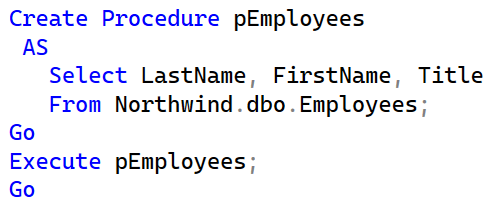 Create Procedure pEmployees
 AS
   Select LastName, FirstName, Title
   From Northwind.dbo.Employees;
Go
Execute pEmployees;
Go